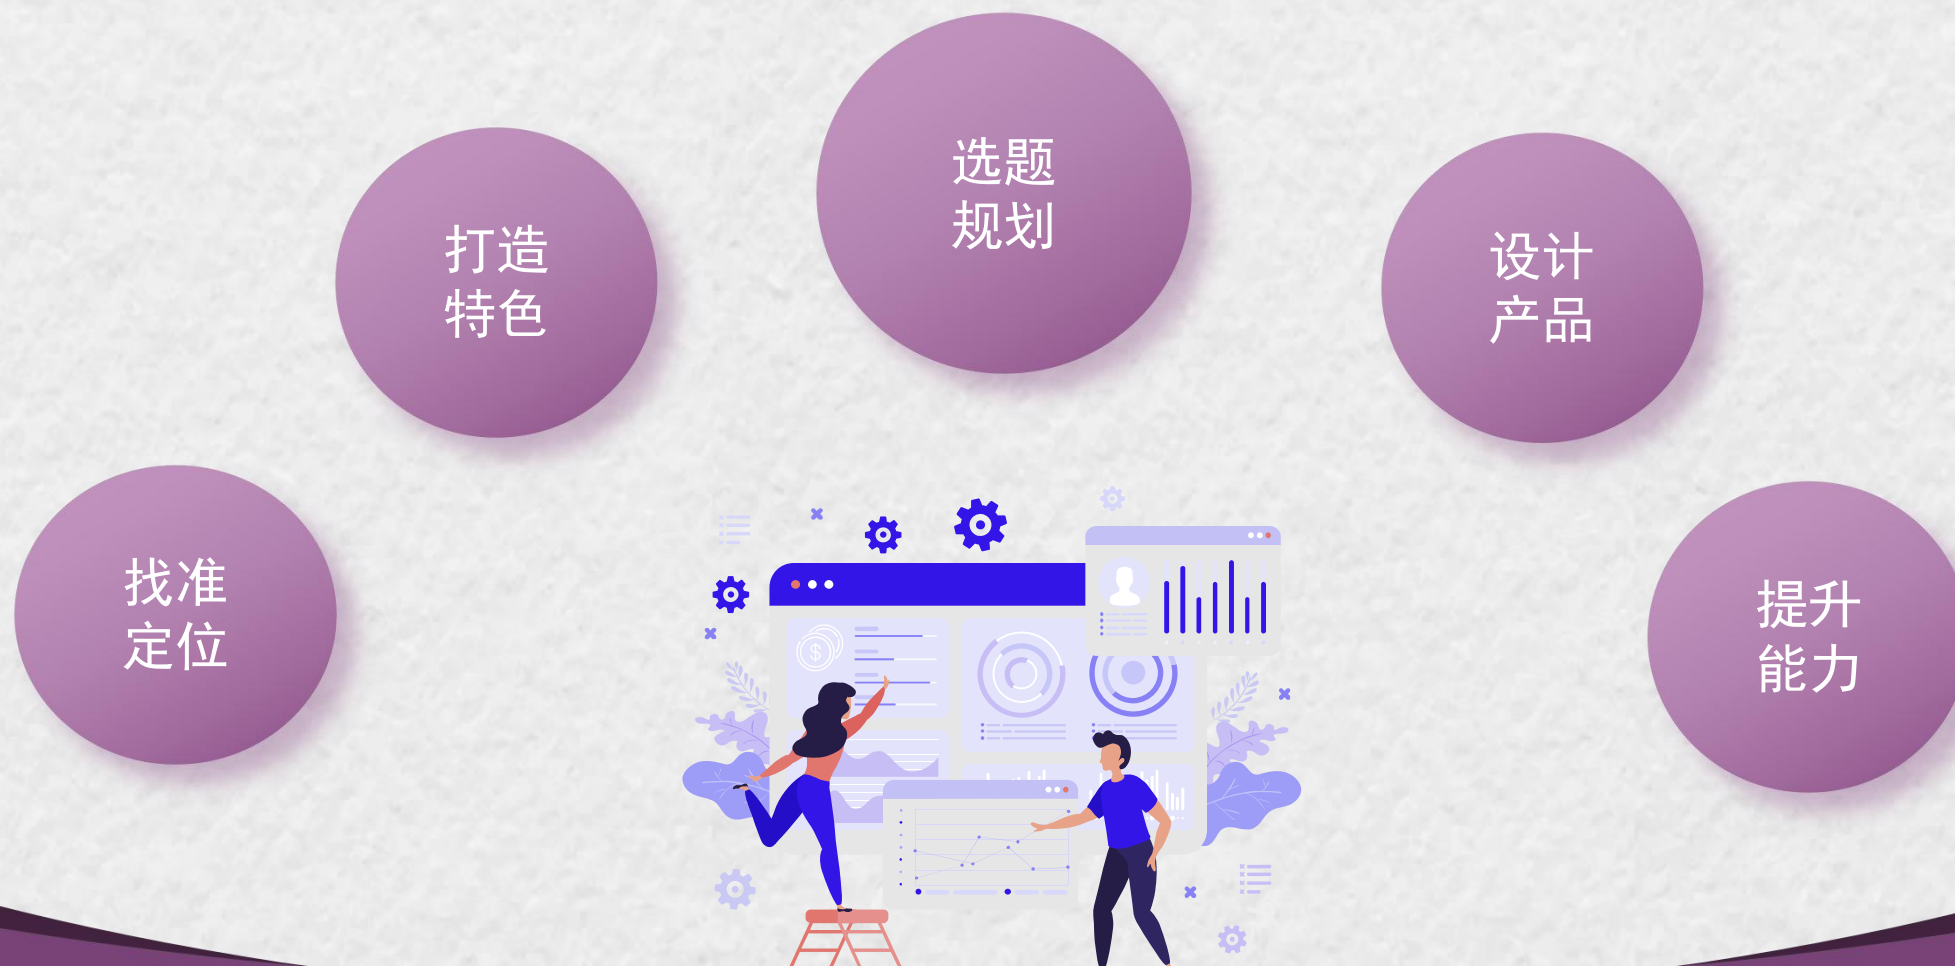 找准
定位
打造
特色
选题
规划
设计
产品
提升
能力
$